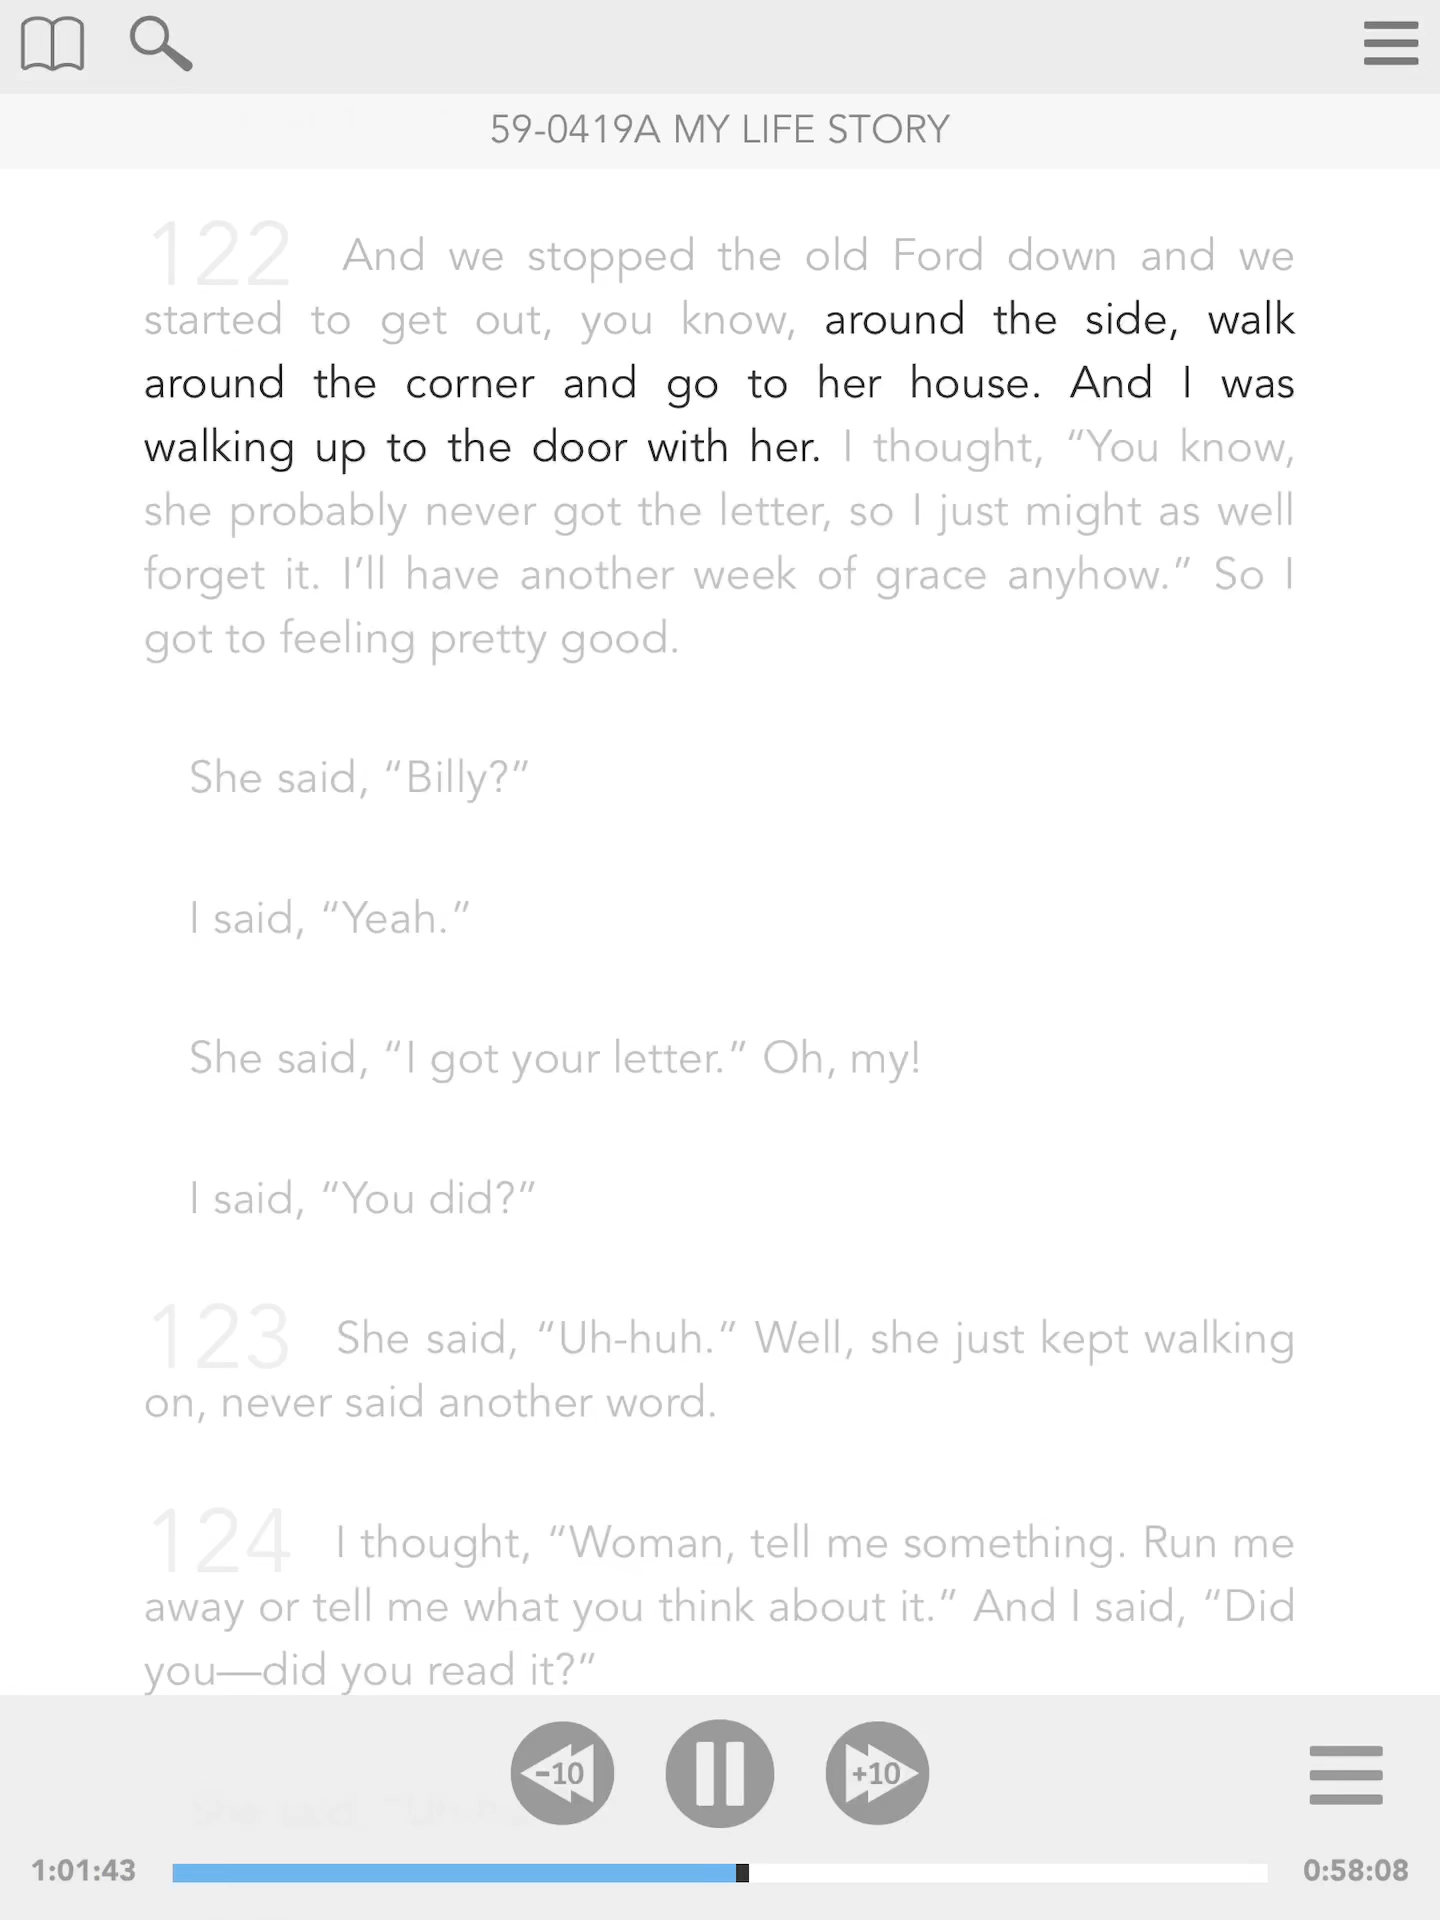 59-0419A MY LIFE STORY
122 And we stopped the old Ford down and we
started to get out, you know, around the side, walk
around the corner and go to her house. And I was
walking up to the door with her. I thought, “You know,
she probably never got the letter, so I just might as well
forget it. I’ll have another week of grace anyhow.” So I
got to feeling pretty good.
She said, “Billy?”
I said, “Yeah.”
She said, “I got your letter.” Oh, my!
I said, “You did?”
123 She said, “Uh-huh.” Well, she just kept walking
on, never said another word.
124 I thought, “Woman, tell me something. Run me
away or tell me what you think about it.” And I said, “Did
you—did you read it?”
-10 +10
She said, “Uh-h
1:01:43 0:58:08